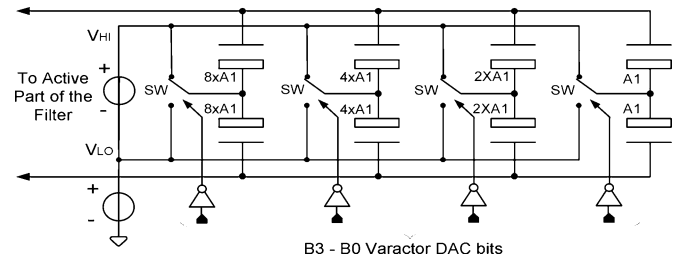 VHI
+
To Active
Part of the
Filter
-
SW
8xA1
8xA1
SW
4xA1
4xA1
SW
2XA1
2XA1
SW
A1
A1
VLO
+
-
B3 - B0 Varactor DAC bits